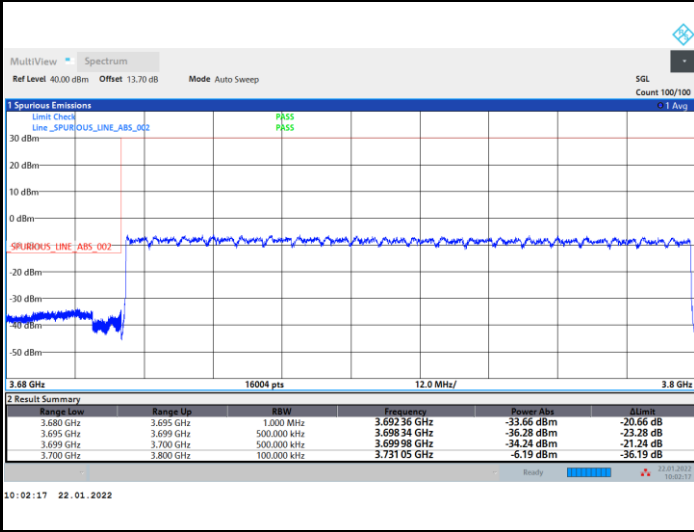 MultiView Spectrum
Ref Level 40.00 dBm Offset 13.70 dB Mode Auto Sweep SGL
Count 100/100
1 Spurious Emissions 1 Avg
Limit Check PASS
Line _SPURIOUS_LINE_ABS_002 PASS
30 dBm
20 dBm
10 dBm
0 dBm
_SPURIOUS_LINE_ABS_002
-20 dBm
-30 dBm
-40 dBm
-50 dBm
3.68 GHz 16004 pts 12.0 MHz/ 3.8 GHz
2 Result Summary
Range Low Range Up RBW Frequency Power Abs ΔLimit
3.680 GHz 3.695 GHz 1.000 MHz 3.692 36 GHz -33.66 dBm -20.66 dB
3.695 GHz 3.699 GHz 500.000 kHz 3.698 34 GHz -36.28 dBm -23.28 dB
3.699 GHz 3.700 GHz 500.000 kHz 3.699 98 GHz -34.24 dBm -21.24 dB
3.700 GHz 3.800 GHz 100.000 kHz 3.731 05 GHz -6.19 dBm -36.19 dB
Ready 22.01.2022
10:02:17
10:02:17 22.01.2022